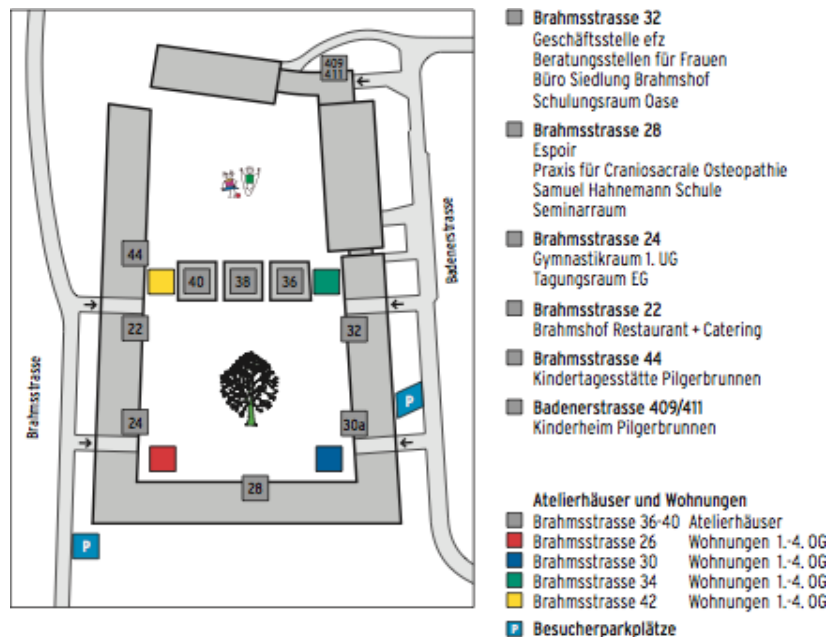 409
411
44
40
38
36
22
32
24
30a
28
Brahmsstrasse
Badenerstrasse
P
P
Brahmsstrasse 32
Geschäftsstelle efz
Beratungsstellen für Frauen
Büro Siedlung Brahmshof
Schulungsraum Oase
Brahmsstrasse 28
Espoir
Praxis für Craniosacrale Osteopathie
Samuel Hahnemann Schule
Seminarraum
Brahmsstrasse 24
Gymnastikraum 1. UG
Tagungsraum EG
Brahmsstrasse 22
Brahmshof Restaurant + Catering
Brahmsstrasse 44
Kindertagesstätte Pilgerbrunnen
Badenerstrasse 409/411
Kinderheim Pilgerbrunnen
Atelierhäuser und Wohnungen
Brahmsstrasse 36-40 Atelierhäuser
Brahmsstrasse 26 Wohnungen 1.-4. OG
Brahmsstrasse 30 Wohnungen 1.-4. OG
Brahmsstrasse 34 Wohnungen 1.-4. OG
Brahmsstrasse 42 Wohnungen 1.-4. OG
P Besucherparkplätze